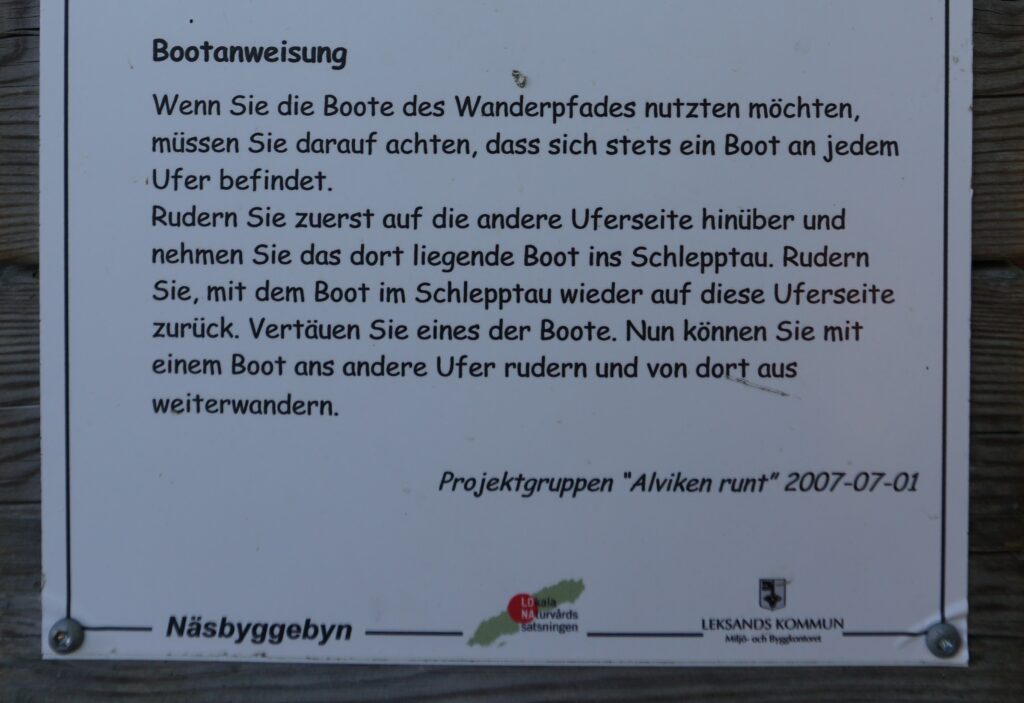 Bootanweisung
Wenn Sie die Boote des Wanderpfades nutzten möchten,
müssen Sie darauf achten, dass sich stets ein Boot an jedem
Ufer befindet.
Rudern Sie zuerst auf die andere Uferseite hinüber und
nehmen Sie das dort liegende Boot ins Schlepptau. Rudern
Sie, mit dem Boot im Schlepptau wieder auf diese Uferseite
zurück. Vertäuen Sie eines der Boote. Nun können Sie mit
einem Boot ans andere Ufer rudern und von dort aus
weiterwandern.
Projektgruppen "Alviken runt" 2007-07-01
Näsbyggebyn
LOkala
NAturvårds
satsningen
LEKSANDS KOMMUN
Miljö- och Byggkontoret